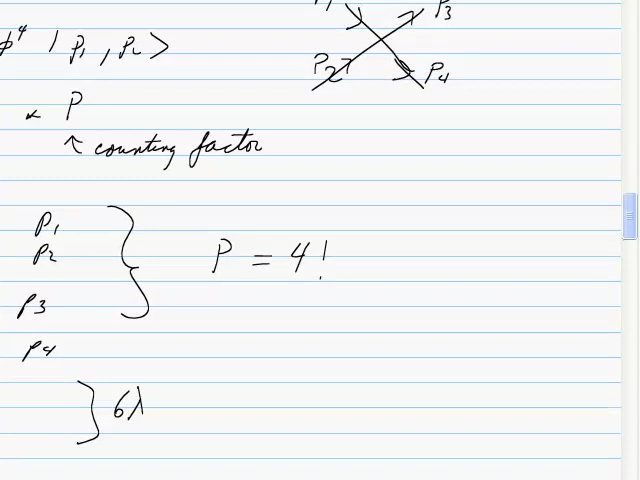 P3
ϕ⁴ | p₁ , p₂ >
P2
P4
× P
↑ counting factor
p₁
p₂
P = 4!
p3
p4
} 6λ